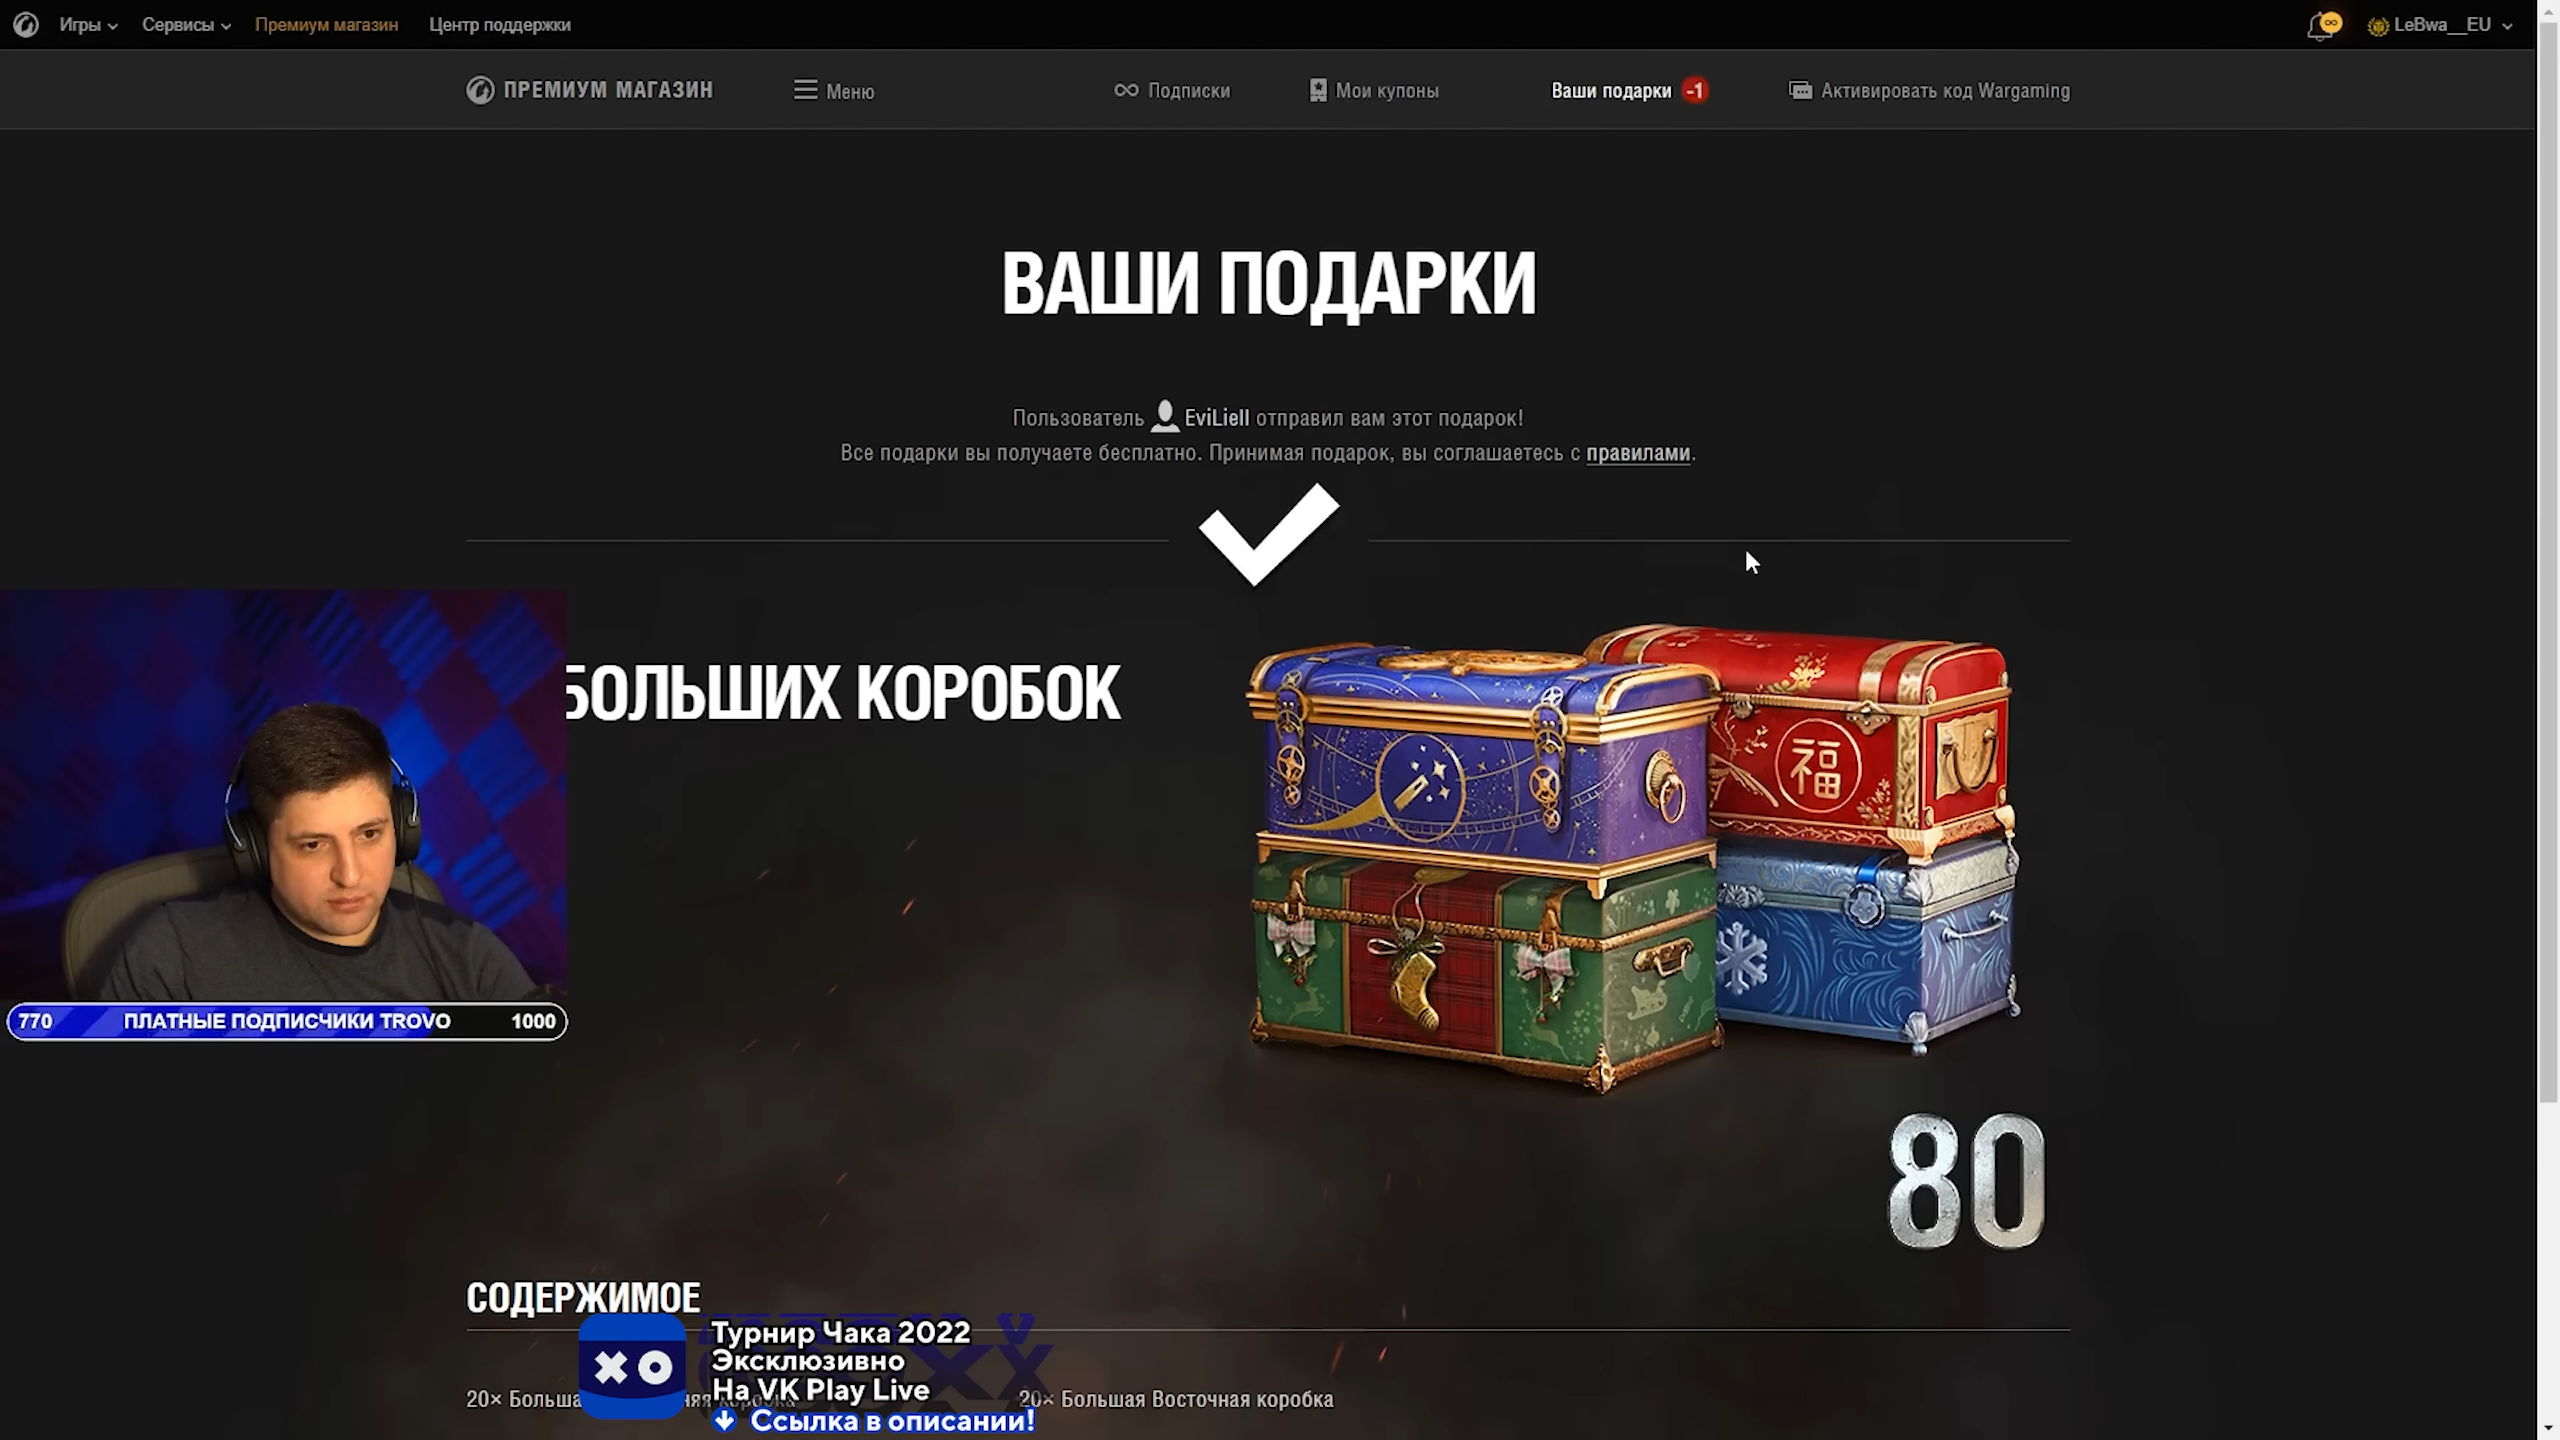 Игры Сервисы Премиум магазин Центр поддержки LeBwa__EU
ПРЕМИУМ МАГАЗИН Меню Подписки Мои купоны Ваши подарки -1 Активировать код Wargaming
ВАШИ ПОДАРКИ
Пользователь EviLieII отправил вам этот подарок!
Все подарки вы получаете бесплатно. Принимая подарок, вы соглашаетесь с правилами.
БОЛЬШИХ КОРОБОК
福
770 ПЛАТНЫЕ ПОДПИСЧИКИ TROVO 1000
80
СОДЕРЖИМОЕ
XO
Турнир Чака 2022
Эксклюзивно
На VK Play Live
Ссылка в описании!
20× 20× Большая Восточная коробка